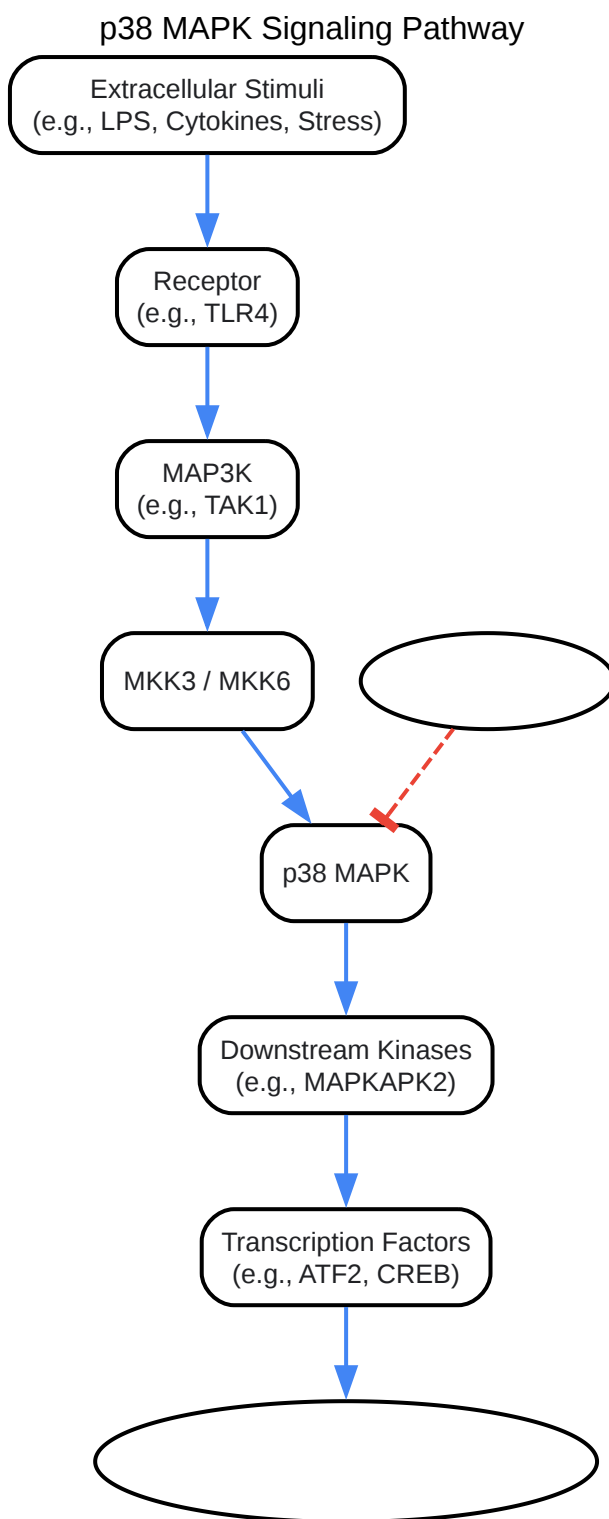 p38 MAPK Signaling Pathway
Extracellular Stimuli
(e.g., LPS, Cytokines, Stress)
Receptor
(e.g., TLR4)
MAP3K
(e.g., TAK1)
MKK3 / MKK6
p38 MAPK
Downstream Kinases
(e.g., MAPKAPK2)
Transcription Factors
(e.g., ATF2, CREB)